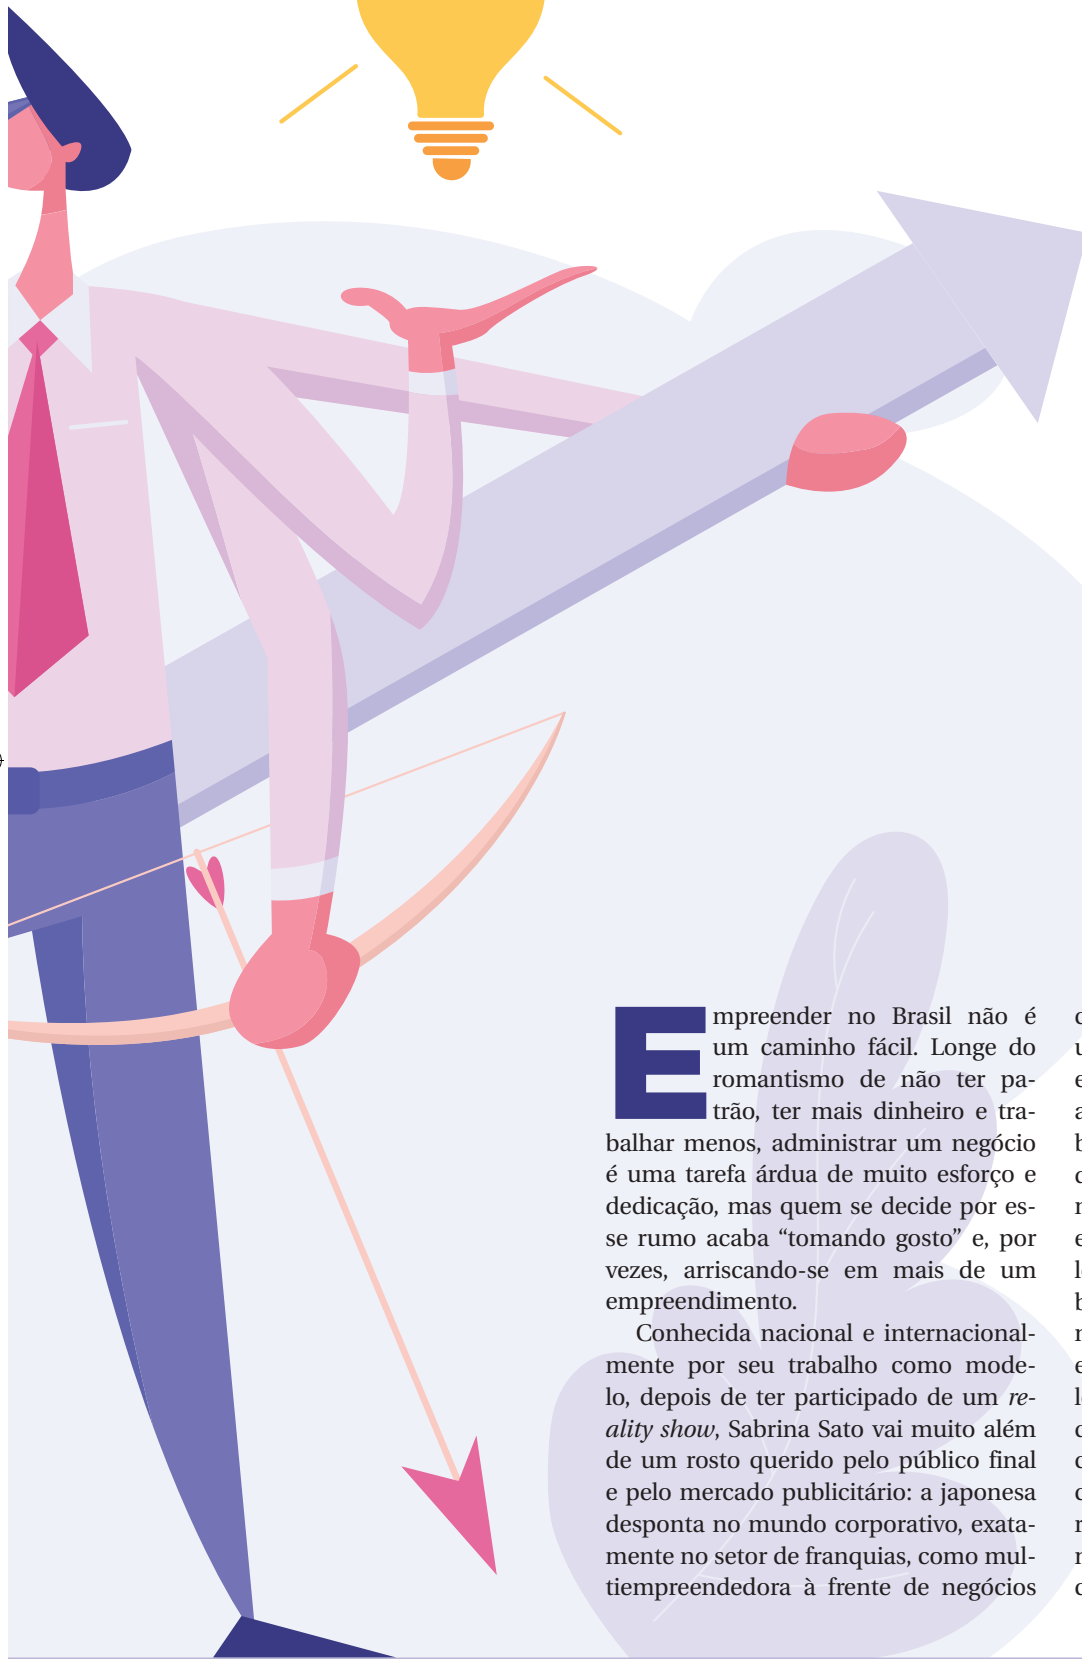 Empreender no Brasil não é
um caminho fácil. Longe do
romantismo de não ter pa-
trão, ter mais dinheiro e tra-
balhar menos, administrar um negócio
é uma tarefa árdua de muito esforço e
dedicação, mas quem se decide por es-
se rumo acaba “tomando gosto” e, por
vezes, arriscando-se em mais de um
empreendimento.
Conhecida nacional e internacional-
mente por seu trabalho como mode-
lo, depois de ter participado de um re-
ality show, Sabrina Sato vai muito além
de um rosto querido pelo público final
e pelo mercado publicitário: a japonesa
desponta no mundo corporativo, exata-
mente no setor de franquias, como mul-
tiempreendedora à frente de negócios